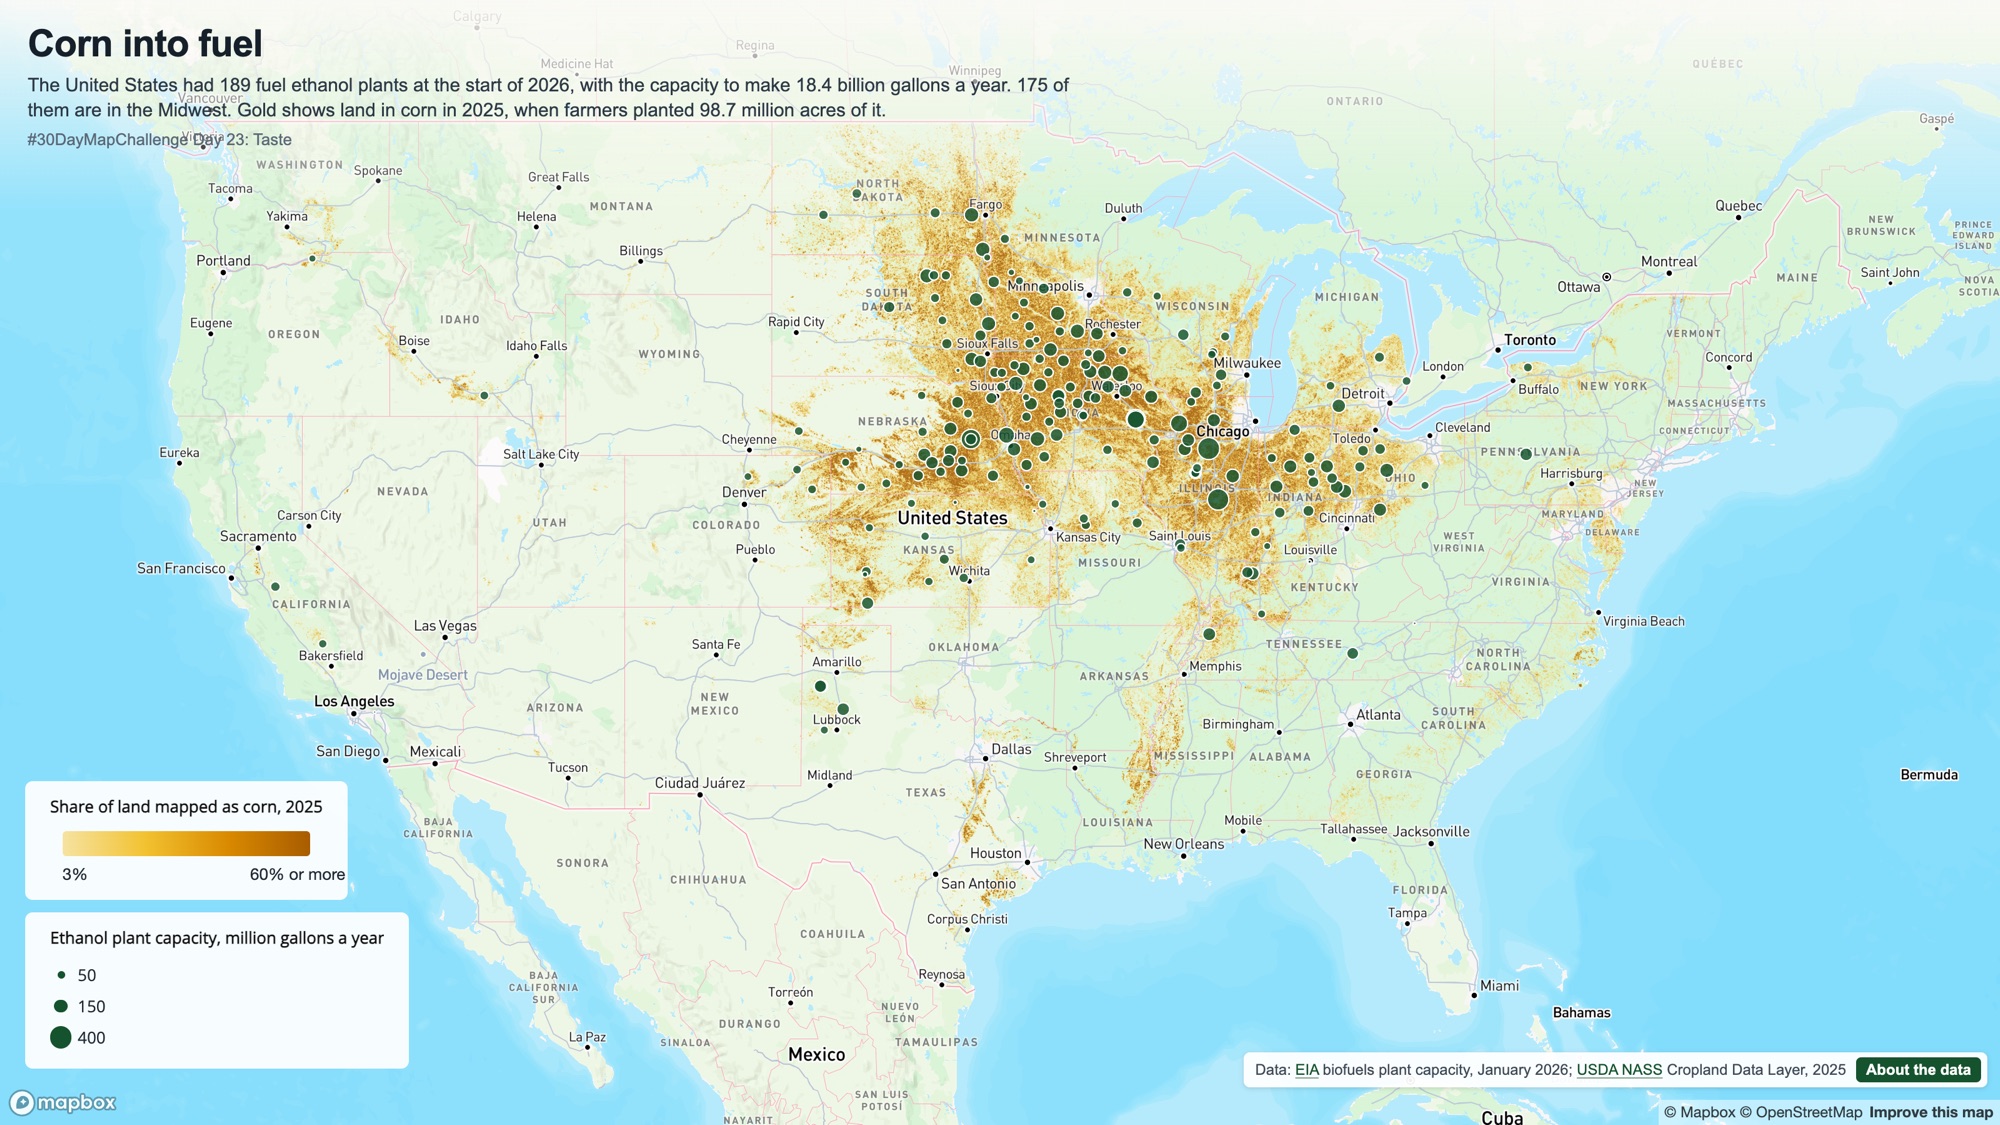 Corn into fuel
The United States had 189 fuel ethanol plants at the start of 2026, with the capacity to make 18.4 billion gallons a year. 175 of
them are in the Midwest. Gold shows land in corn in 2025, when farmers planted 98.7 million acres of it.
#30DayMapChallenge Day 23: Taste
Calgary
Regina
Medicine Hat
Winnipeg
Vancouver
Victoria
QUÉBEC
ONTARIO
Gaspé
WASHINGTON
Spokane
Great Falls
Tacoma
MONTANA
NORTH
DAKOTA
Fargo
Duluth
Quebec
Yakima
Helena
MINNESOTA
NEW
BRUNSWICK
PRINCE
EDWARD
ISLAND
Portland
Billings
Montreal
Ottawa
MAINE
Saint John
NOVA
SCOTIA
SOUTH
DAKOTA
Minneapolis
WISCONSIN
MICHIGAN
Eugene
OREGON
IDAHO
Rapid City
Rochester
Toronto
VERMONT
Boise
Idaho Falls
WYOMING
Sioux Falls
Milwaukee
London
Concord
Detroit
Buffalo
NEW YORK
MASSACHUSETTS
Waterloo
NEBRASKA
IOWA
Chicago
Toledo
Cleveland
CONNECTICUT
Eureka
Salt Lake City
Cheyenne
Omaha
PENNSYLVANIA
Harrisburg
NEVADA
Denver
ILLINOIS
INDIANA
OHIO
NEW
JERSEY
Carson City
Sacramento
UTAH
COLORADO
United States
Kansas City
Saint Louis
Cincinnati
MARYLAND
DELAWARE
WEST
VIRGINIA
San Francisco
Pueblo
KANSAS
Wichita
MISSOURI
Louisville
KENTUCKY
VIRGINIA
CALIFORNIA
Las Vegas
Santa Fe
OKLAHOMA
TENNESSEE
Virginia Beach
Bakersfield
Mojave Desert
Amarillo
ARKANSAS
Memphis
NORTH
CAROLINA
Los Angeles
ARIZONA
NEW
MEXICO
Lubbock
Birmingham
Atlanta
SOUTH
CAROLINA
San Diego
Mexicali
Tucson
Ciudad Juárez
Midland
Dallas
Shreveport
MISSISSIPPI
ALABAMA
GEORGIA
Bermuda
TEXAS
LOUISIANA
Mobile
Tallahassee
Jacksonville
BAJA
CALIFORNIA
SONORA
CHIHUAHUA
Houston
New Orleans
San Antonio
FLORIDA
Tampa
Corpus Christi
COAHUILA
BAJA
CALIFORNIA
SUR
Torreón
Reynosa
NUEVO
LEÓN
Miami
Bahamas
La Paz
SINALOA
DURANGO
TAMAULIPAS
Mexico
SAN LUIS
POTOSÍ
NAYARIT
Cuba
Share of land mapped as corn, 2025
3%
60% or more
Ethanol plant capacity, million gallons a year
50
150
400
Data: EIA biofuels plant capacity, January 2026; USDA NASS Cropland Data Layer, 2025
About the data
mapbox
© Mapbox © OpenStreetMap Improve this map